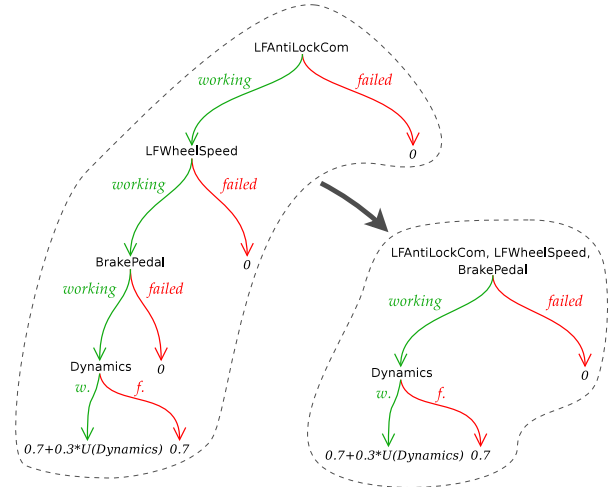 LFAntiLockCom
working
failed
LFWheelSpeed
0
working
failed
BrakePedal
0
working
failed
Dynamics
0
w.
f.
0.7+0.3*U(Dynamics)
0.7
LFAntiLockCom, LFWheelSpeed,
BrakePedal
working
failed
Dynamics
0
w.
f.
0.7+0.3*U(Dynamics)
0.7